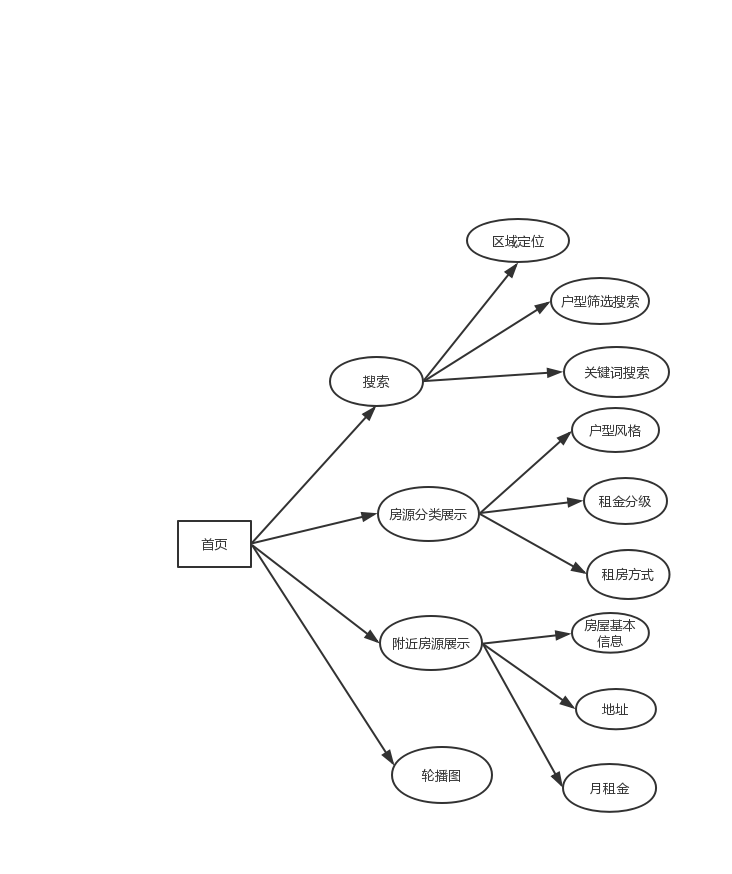 区域定位
户型筛选搜索
搜索
关键词搜索
户型风格
房源分类展示
租金分级
首页
租房方式
附近房源展示
房屋基本
信息
地址
轮播图
月租金